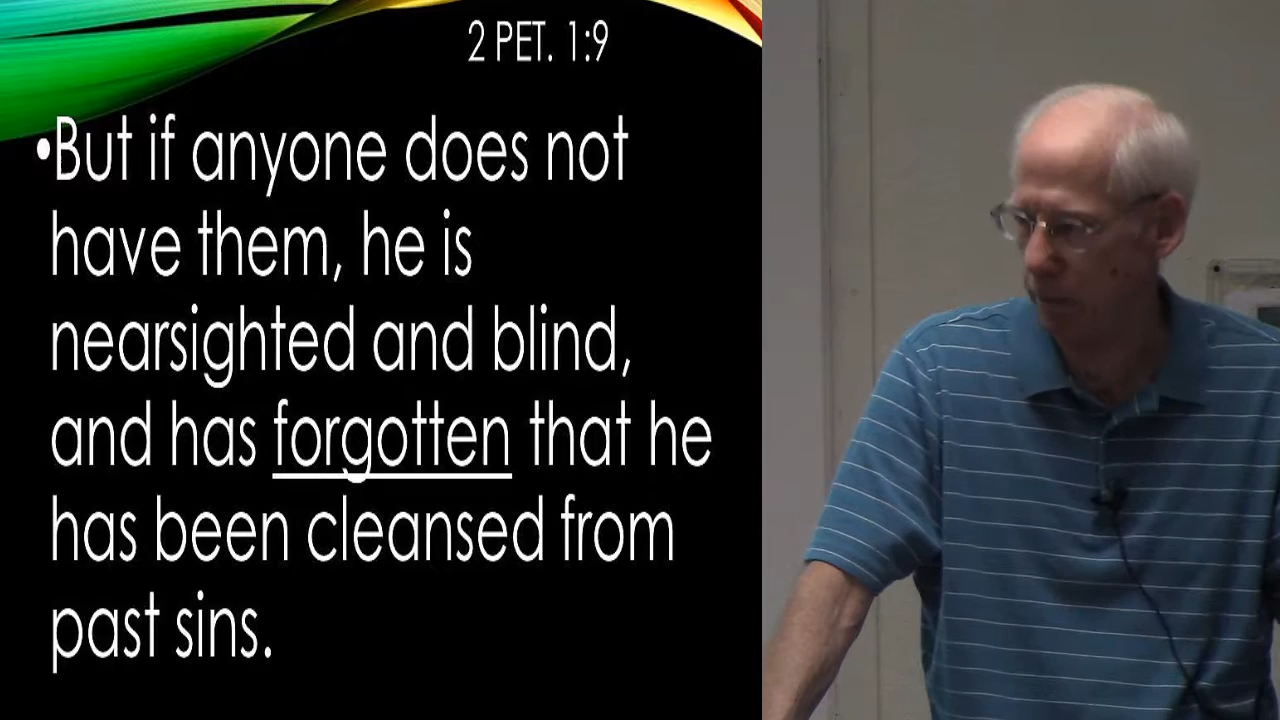 2 PET. 1:9
•But if anyone does not
have them, he is
nearsighted and blind,
and has forgotten that he
has been cleansed from
past sins.